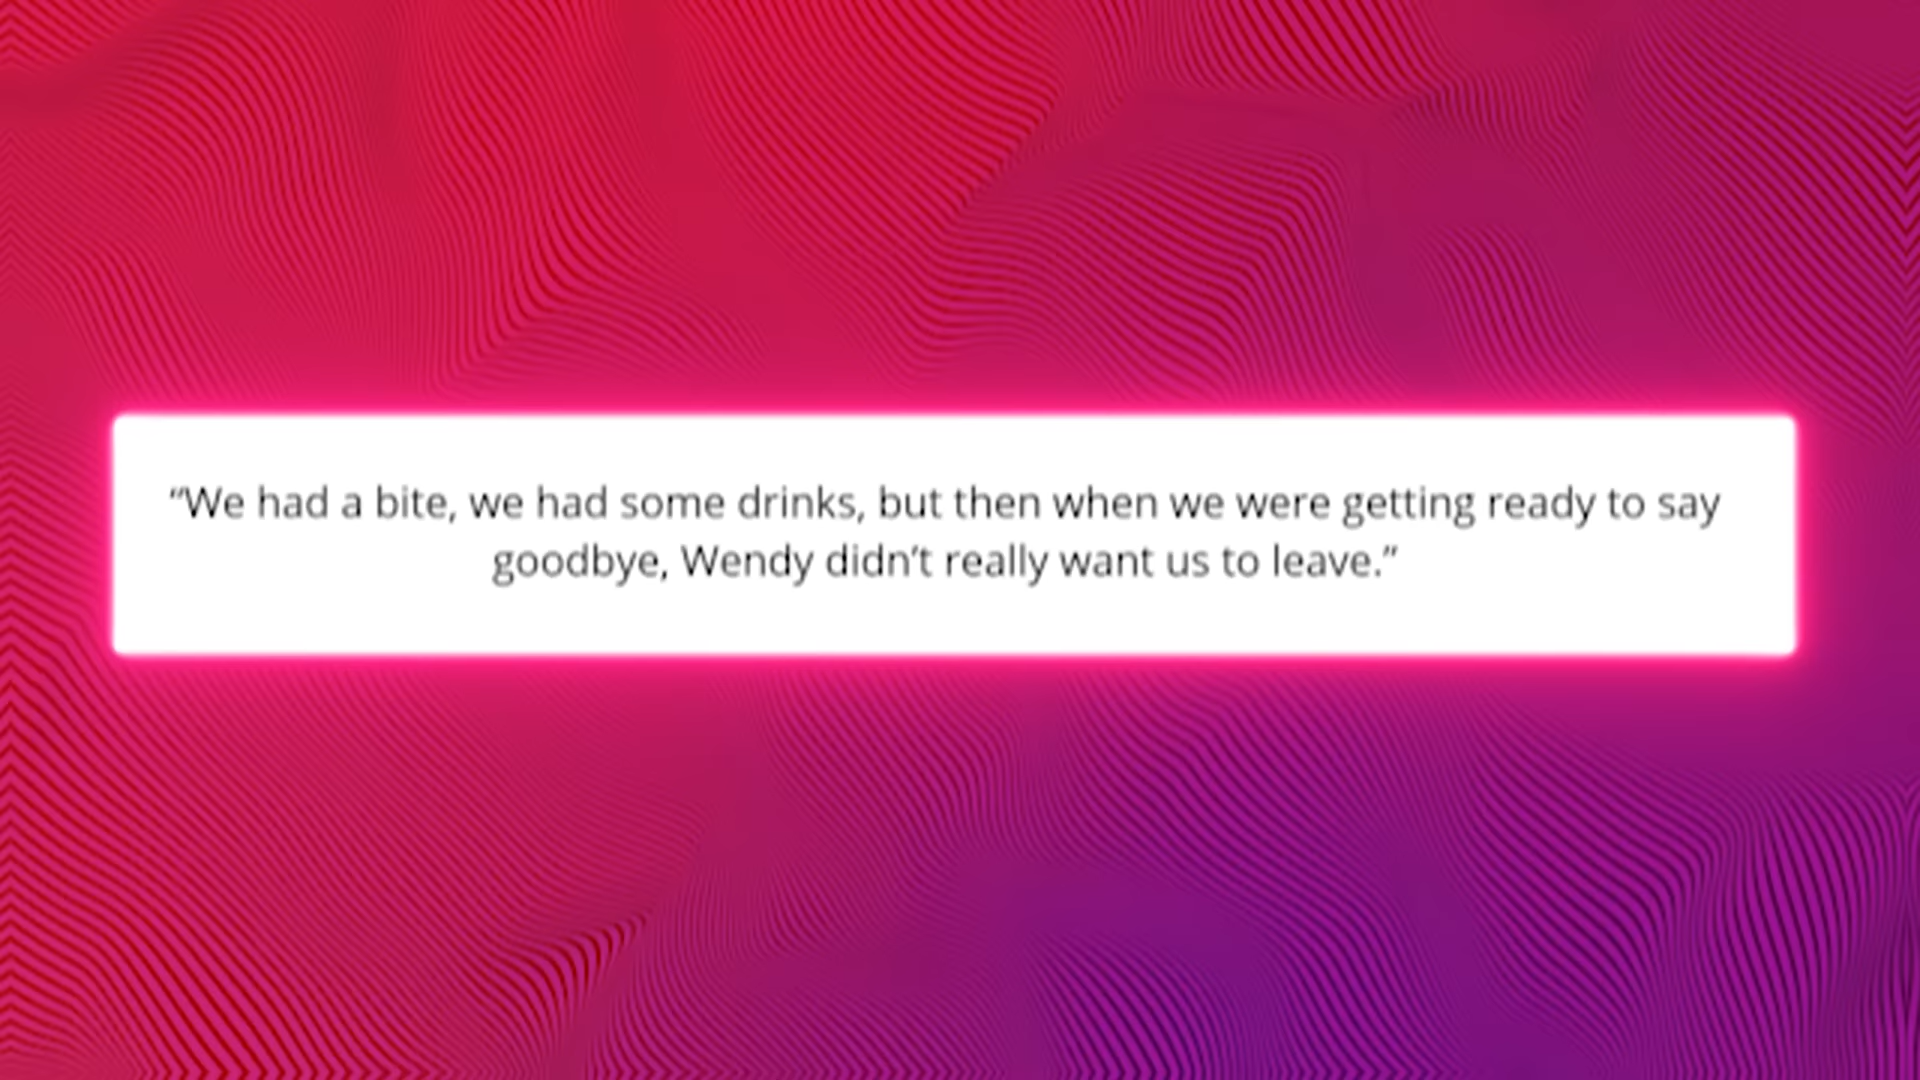 “We had a bite, we had some drinks, but then when we were getting ready to say
goodbye, Wendy didn’t really want us to leave.”